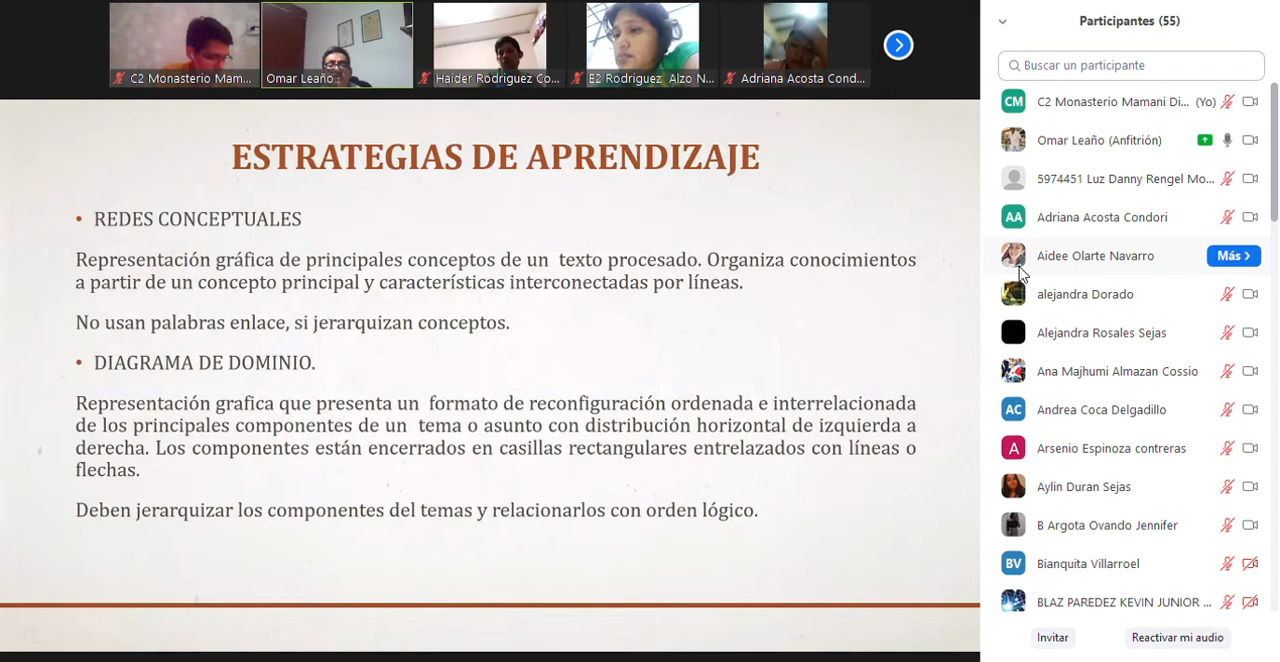 C2 Monasterio Mam...
Omar Leaño
Haider Rodriguez Co...
E2 Rodriguez Alzo N...
Adriana Acosta Cond...
ESTRATEGIAS DE APRENDIZAJE
• REDES CONCEPTUALES
Representación gráfica de principales conceptos de un texto procesado. Organiza conocimientos
a partir de un concepto principal y características interconectadas por líneas.
No usan palabras enlace, si jerarquizan conceptos.
• DIAGRAMA DE DOMINIO.
Representación grafica que presenta un formato de reconfiguración ordenada e interrelacionada
de los principales componentes de un tema o asunto con distribución horizontal de izquierda a
derecha. Los componentes están encerrados en casillas rectangulares entrelazados con líneas o
flechas.
Deben jerarquizar los componentes del temas y relacionarlos con orden lógico.
Participantes (55)
Buscar un participante
CM C2 Monasterio Mamani Di... (Yo)
Omar Leaño (Anfitrión)
5974451 Luz Danny Rengel Mo...
AA Adriana Acosta Condori
Aidee Olarte Navarro Más >
alejandra Dorado
Alejandra Rosales Sejas
Ana Majhumi Almazan Cossio
AC Andrea Coca Delgadillo
A Arsenio Espinoza contreras
Aylin Duran Sejas
B Argota Ovando Jennifer
BV Bianquita Villarroel
BLAZ PAREDEZ KEVIN JUNIOR ...
Invitar
Reactivar mi audio